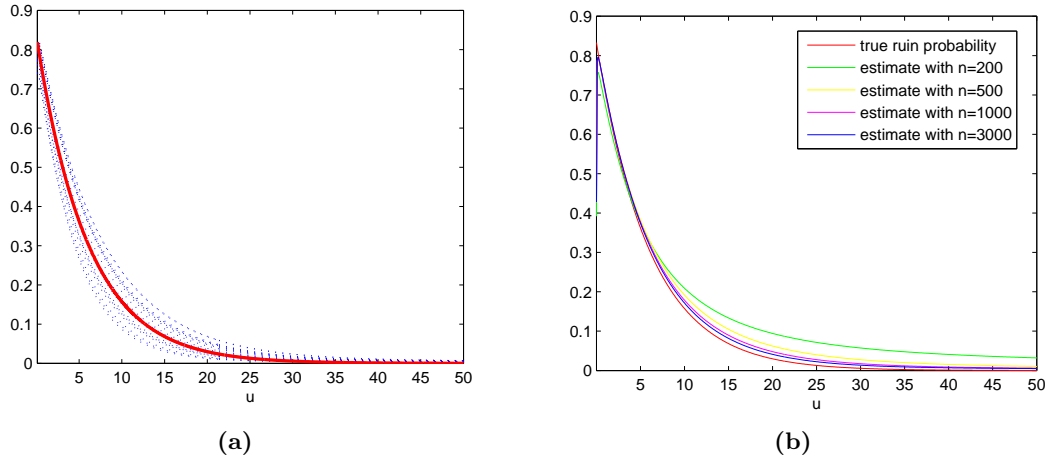 0.9
0.8
0.7
0.6
0.5
0.4
0.3
0.2
0.1
0
5 10 15 20 25 30 35 40 45 50
u
(a)
0.9
0.8
0.7
0.6
0.5
0.4
0.3
0.2
0.1
0
5 10 15 20 25 30 35 40 45 50
u
true ruin probability
estimate with n=200
estimate with n=500
estimate with n=1000
estimate with n=3000
(b)